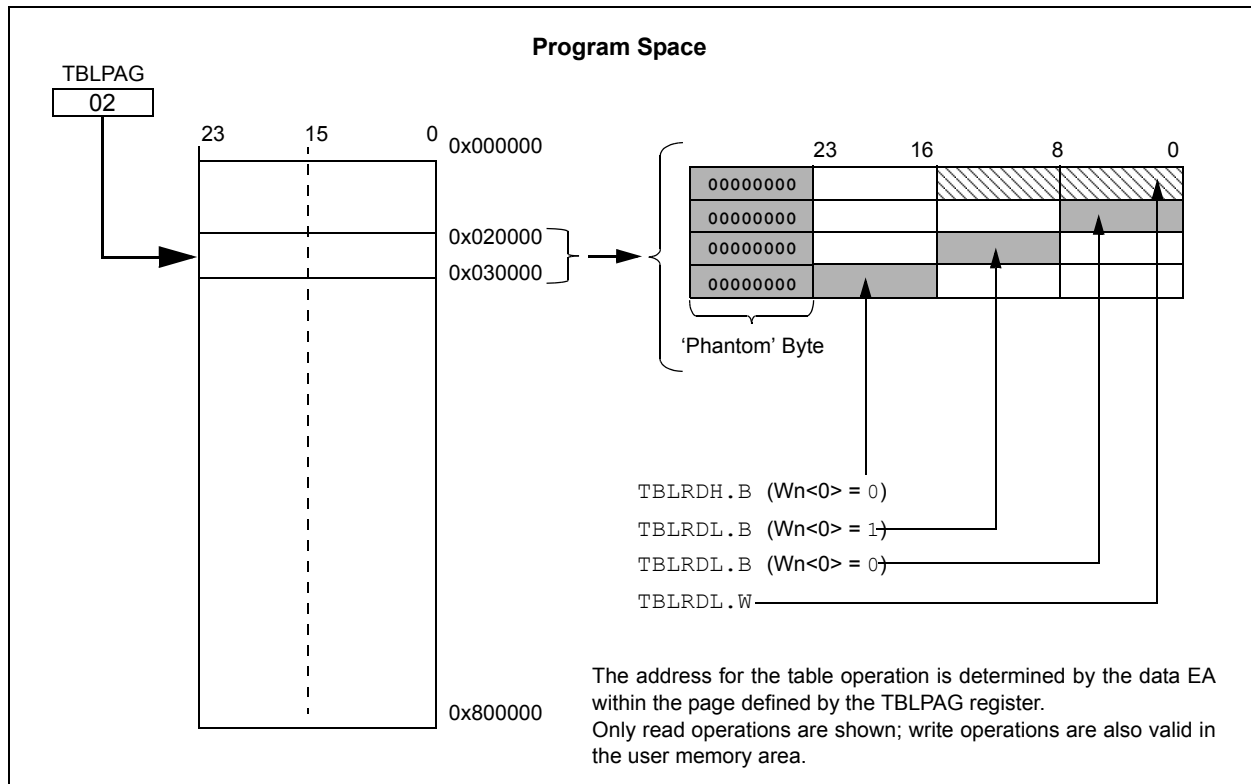 Program Space
TBLPAG
02
23 15 0
0x000000
0x020000
0x030000
0x800000
23 16 8 0
00000000
00000000
00000000
00000000
‘Phantom’ Byte
TBLRDH.B (Wn<0> = 0)
TBLRDL.B (Wn<0> = 1)
TBLRDL.B (Wn<0> = 0)
TBLRDL.W
The address for the table operation is determined by the data EA
within the page defined by the TBLPAG register.
Only read operations are shown; write operations are also valid in
the user memory area.